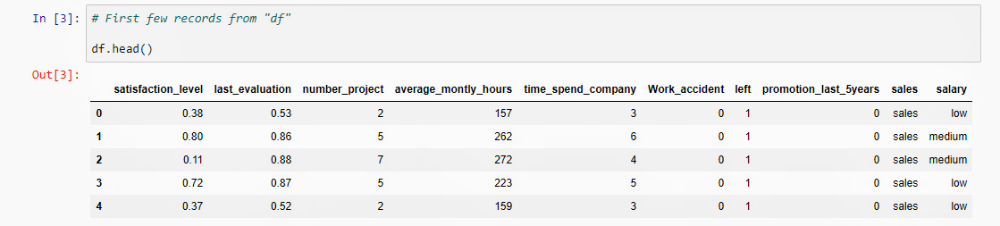 In [3]: # First few records from "df"
df.head()
Out[3]:
satisfaction_level last_evaluation number_project average_montly_hours time_spend_company Work_accident left promotion_last_5years sales salary
0 0.38 0.53 2 157 3 0 1 0 sales low
1 0.80 0.86 5 262 6 0 1 0 sales medium
2 0.11 0.88 7 272 4 0 1 0 sales medium
3 0.72 0.87 5 223 5 0 1 0 sales low
4 0.37 0.52 2 159 3 0 1 0 sales low